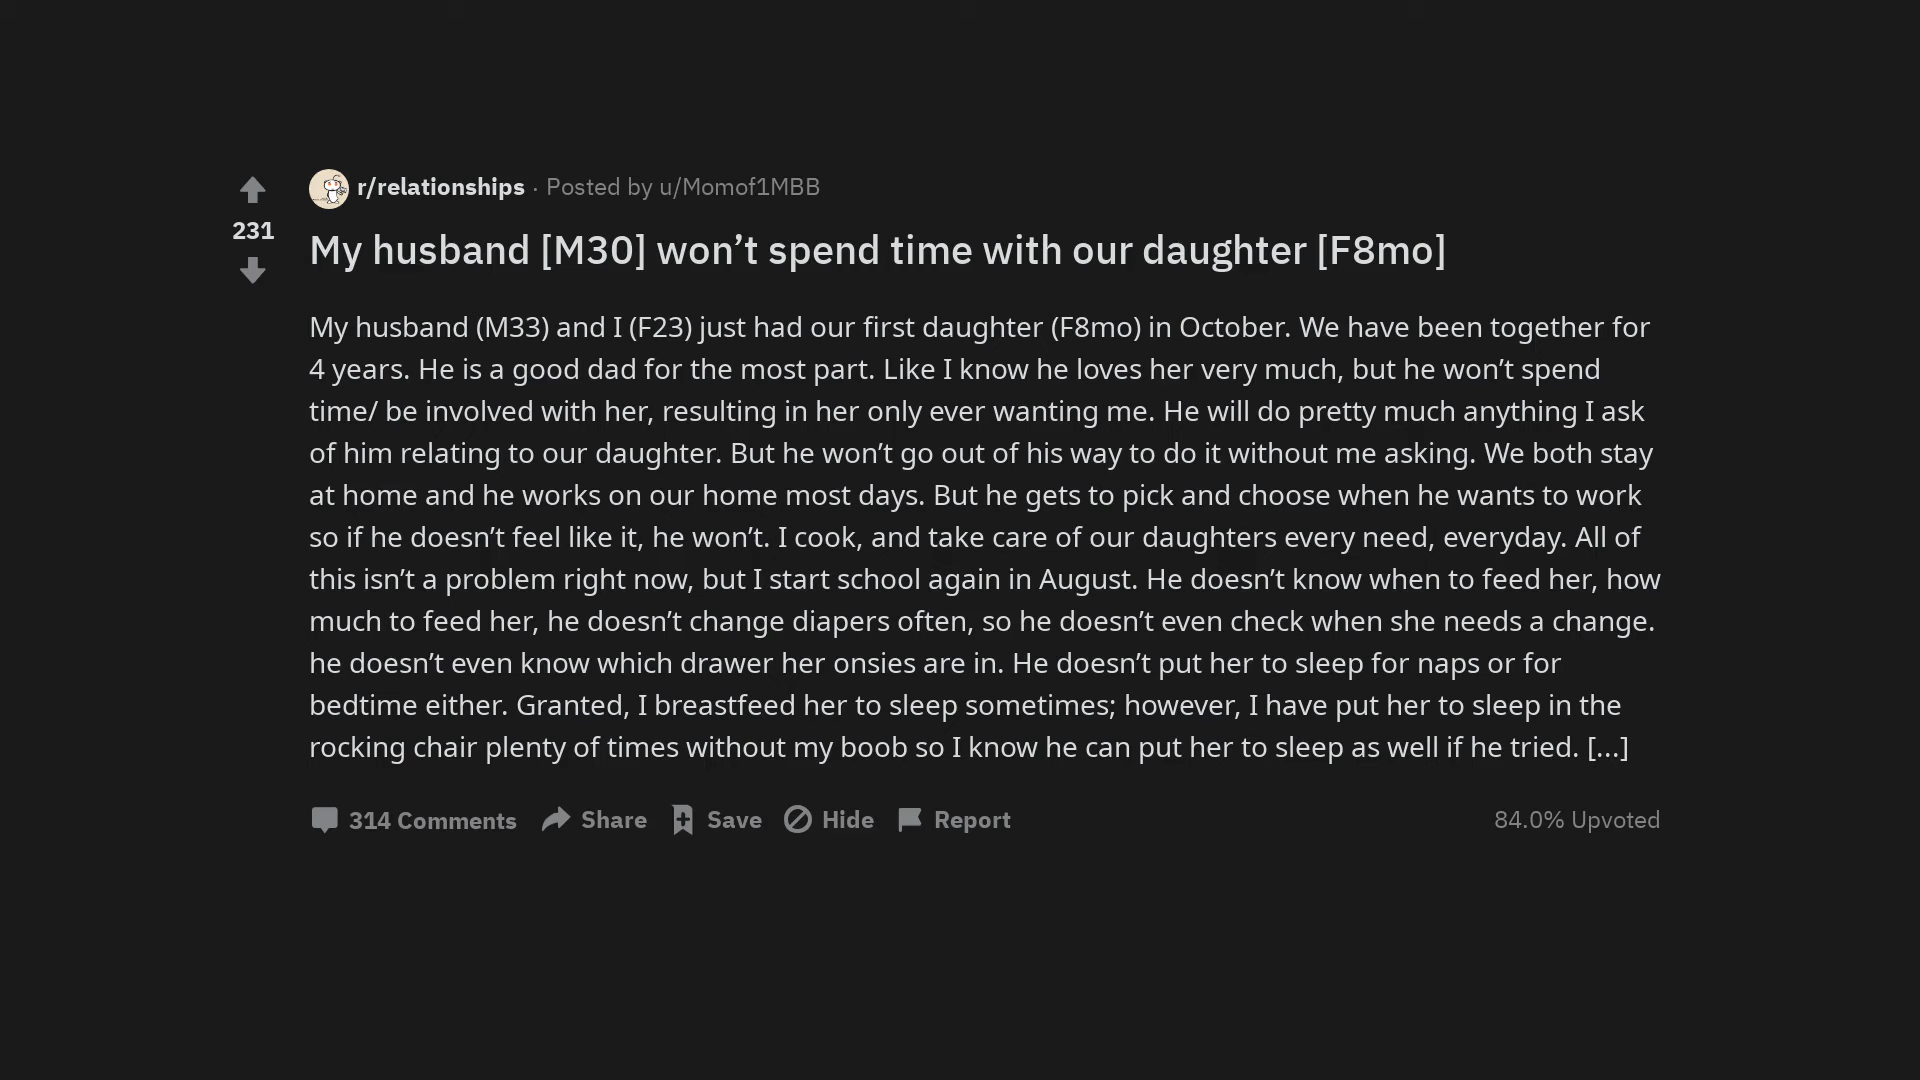 r/relationships · Posted by u/Momof1MBB
231
My husband [M30] won’t spend time with our daughter [F8mo]
My husband (M33) and I (F23) just had our first daughter (F8mo) in October. We have been together for
4 years. He is a good dad for the most part. Like I know he loves her very much, but he won’t spend
time/ be involved with her, resulting in her only ever wanting me. He will do pretty much anything I ask
of him relating to our daughter. But he won’t go out of his way to do it without me asking. We both stay
at home and he works on our home most days. But he gets to pick and choose when he wants to work
so if he doesn’t feel like it, he won’t. I cook, and take care of our daughters every need, everyday. All of
this isn’t a problem right now, but I start school again in August. He doesn’t know when to feed her, how
much to feed her, he doesn’t change diapers often, so he doesn’t even check when she needs a change.
he doesn’t even know which drawer her onsies are in. He doesn’t put her to sleep for naps or for
bedtime either. Granted, I breastfeed her to sleep sometimes; however, I have put her to sleep in the
rocking chair plenty of times without my boob so I know he can put her to sleep as well if he tried. [...]
314 Comments Share Save Hide Report 84.0% Upvoted